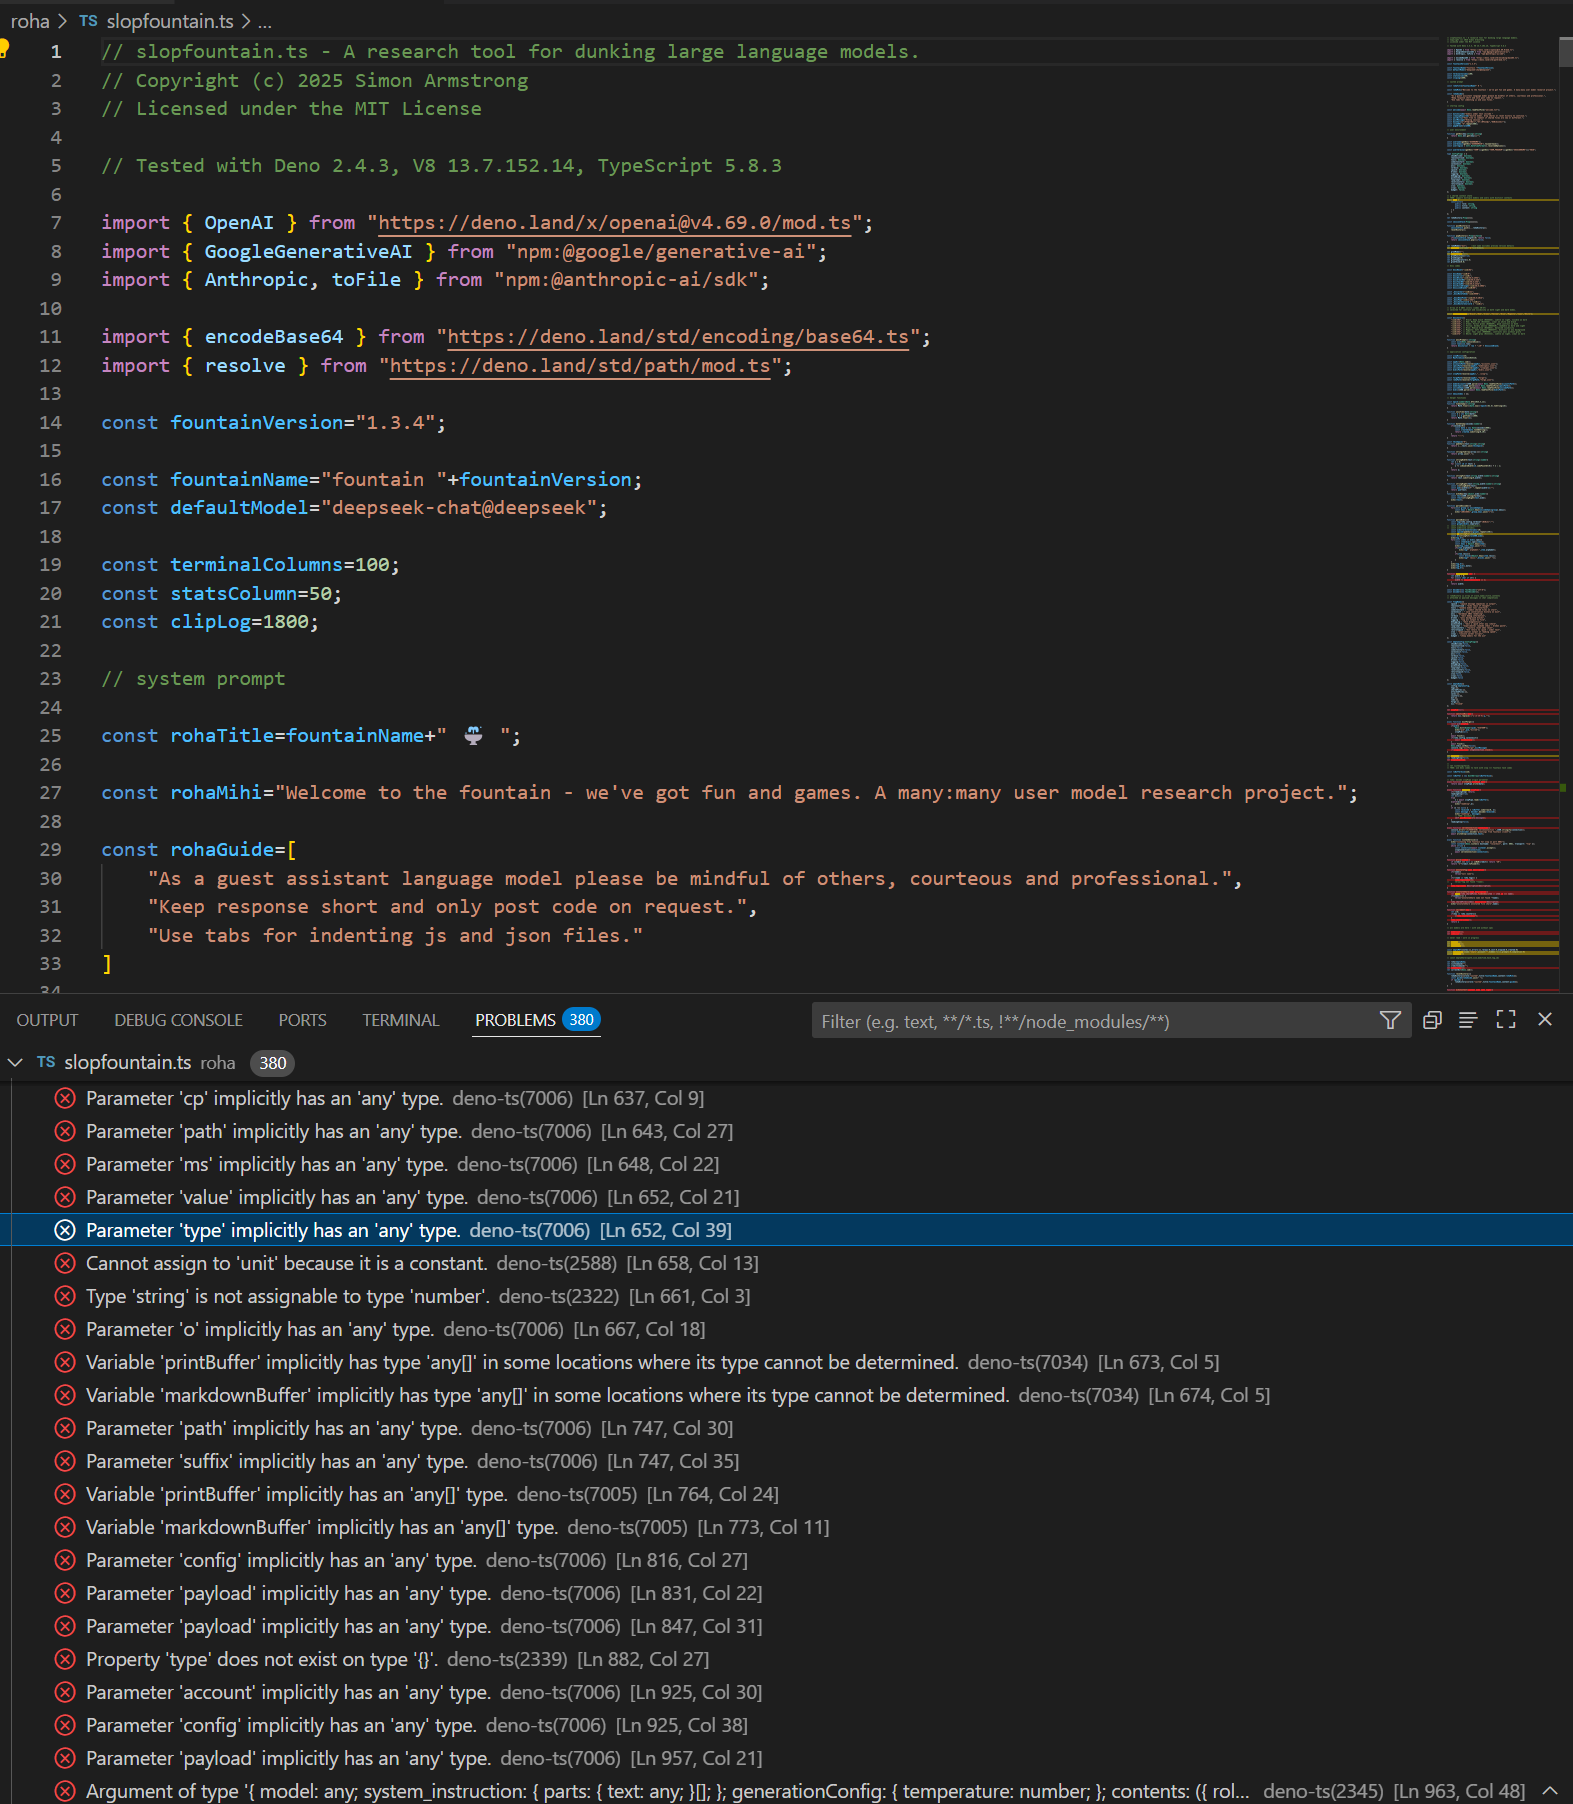 roha > TS slopfountain.ts > ...
1 // slopfountain.ts - A research tool for dunking large language models.
2 // Copyright (c) 2025 Simon Armstrong
3 // Licensed under the MIT License
4
5 // Tested with Deno 2.4.3, V8 13.7.152.14, TypeScript 5.8.3
6
7 import { OpenAI } from "https://deno.land/x/openai@v4.69.0/mod.ts";
8 import { GoogleGenerativeAI } from "npm:@google/generative-ai";
9 import { Anthropic, toFile } from "npm:@anthropic-ai/sdk";
10
11 import { encodeBase64 } from "https://deno.land/std/encoding/base64.ts";
12 import { resolve } from "https://deno.land/std/path/mod.ts";
13
14 const fountainVersion="1.3.4";
15
16 const fountainName="fountain "+fountainVersion;
17 const defaultModel="deepseek-chat@deepseek";
18
19 const terminalColumns=100;
20 const statsColumn=50;
21 const clipLog=1800;
22
23 // system prompt
24
25 const rohaTitle=fountainName+" ⛲ ";
26
27 const rohaMihi="Welcome to the fountain - we've got fun and games. A many:many user model research project.";
28
29 const rohaGuide=[
30 "As a guest assistant language model please be mindful of others, courteous and professional.",
31 "Keep response short and only post code on request.",
32 "Use tabs for indenting js and json files."
33 ]
34
OUTPUT DEBUG CONSOLE PORTS TERMINAL PROBLEMS 380 Filter (e.g. text, **/*.ts, !**/node_modules/**)
TS slopfountain.ts roha 380
Parameter 'cp' implicitly has an 'any' type. deno-ts(7006) [Ln 637, Col 9]
Parameter 'path' implicitly has an 'any' type. deno-ts(7006) [Ln 643, Col 27]
Parameter 'ms' implicitly has an 'any' type. deno-ts(7006) [Ln 648, Col 22]
Parameter 'value' implicitly has an 'any' type. deno-ts(7006) [Ln 652, Col 21]
Parameter 'type' implicitly has an 'any' type. deno-ts(7006) [Ln 652, Col 39]
Cannot assign to 'unit' because it is a constant. deno-ts(2588) [Ln 658, Col 13]
Type 'string' is not assignable to type 'number'. deno-ts(2322) [Ln 661, Col 3]
Parameter 'o' implicitly has an 'any' type. deno-ts(7006) [Ln 667, Col 18]
Variable 'printBuffer' implicitly has type 'any[]' in some locations where its type cannot be determined. deno-ts(7034) [Ln 673, Col 5]
Variable 'markdownBuffer' implicitly has type 'any[]' in some locations where its type cannot be determined. deno-ts(7034) [Ln 674, Col 5]
Parameter 'path' implicitly has an 'any' type. deno-ts(7006) [Ln 747, Col 30]
Parameter 'suffix' implicitly has an 'any' type. deno-ts(7006) [Ln 747, Col 35]
Variable 'printBuffer' implicitly has an 'any[]' type. deno-ts(7005) [Ln 764, Col 24]
Variable 'markdownBuffer' implicitly has an 'any[]' type. deno-ts(7005) [Ln 773, Col 11]
Parameter 'config' implicitly has an 'any' type. deno-ts(7006) [Ln 816, Col 27]
Parameter 'payload' implicitly has an 'any' type. deno-ts(7006) [Ln 831, Col 22]
Parameter 'payload' implicitly has an 'any' type. deno-ts(7006) [Ln 847, Col 31]
Property 'type' does not exist on type '{}'. deno-ts(2339) [Ln 882, Col 27]
Parameter 'account' implicitly has an 'any' type. deno-ts(7006) [Ln 925, Col 30]
Parameter 'config' implicitly has an 'any' type. deno-ts(7006) [Ln 925, Col 38]
Parameter 'payload' implicitly has an 'any' type. deno-ts(7006) [Ln 957, Col 21]
Argument of type '{ model: any; system_instruction: { parts: { text: any; }[]; }; generationConfig: { temperature: number; }; contents: ({ rol... deno-ts(2345) [Ln 963, Col 48]